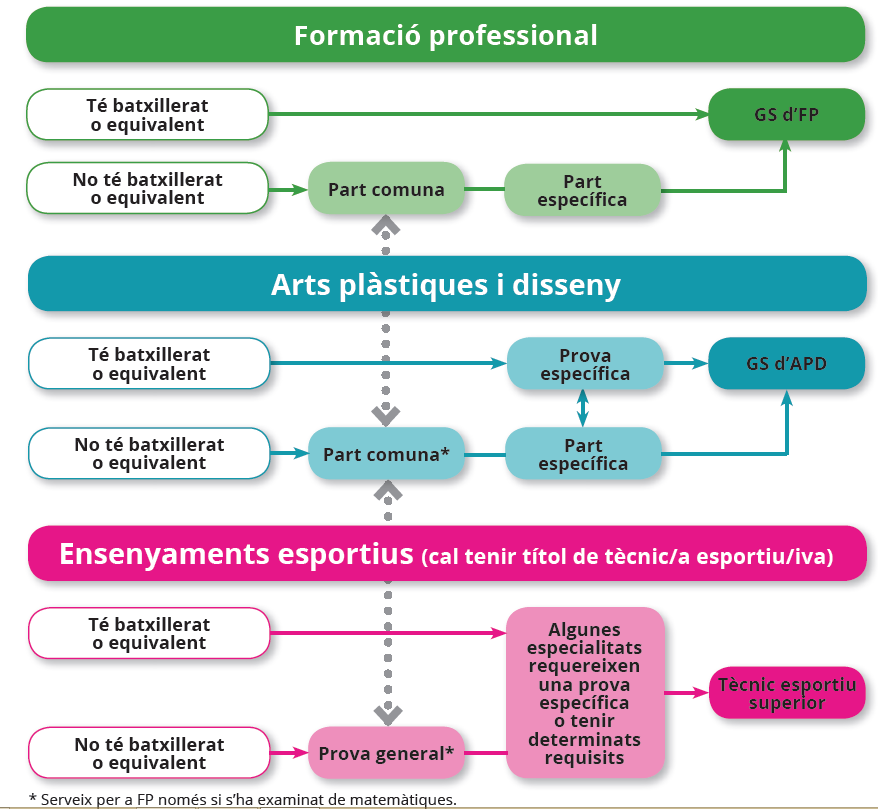 Formació professional
Té batxillerat
o equivalent
GS d’FP
No té batxillerat
o equivalent
Part comuna
Part
específica
Arts plàstiques i disseny
Té batxillerat
o equivalent
Prova
específica
GS d’APD
No té batxillerat
o equivalent
Part comuna*
Part
específica
Ensenyaments esportius (cal tenir títol de tècnic/a esportiu/iva)
Té batxillerat
o equivalent
Algunes
especialitats
requereixen
una prova
específica
o tenir
determinats
requisits
Tècnic esportiu
superior
No té batxillerat
o equivalent
Prova general*
* Serveix per a FP només si s’ha examinat de matemàtiques.